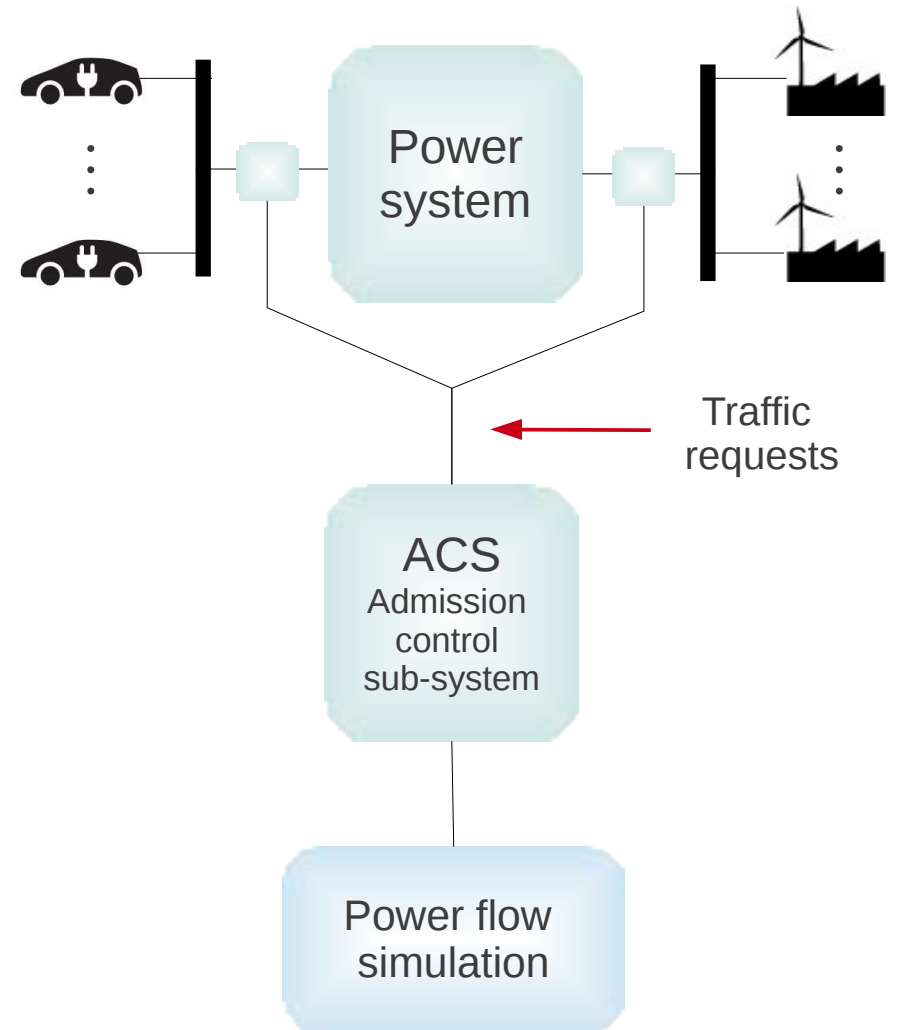 Power
system
Traffic
requests
ACS
Admission
control
sub-system
Power flow
simulation